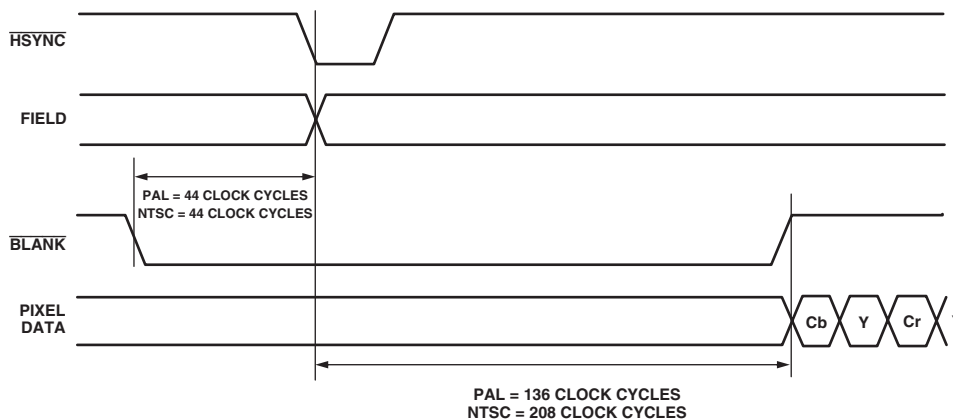 HSYNC
FIELD
PAL = 44 CLOCK CYCLES
NTSC = 44 CLOCK CYCLES
BLANK
PIXEL
DATA
Cb Y Cr
PAL = 136 CLOCK CYCLES
NTSC = 208 CLOCK CYCLES